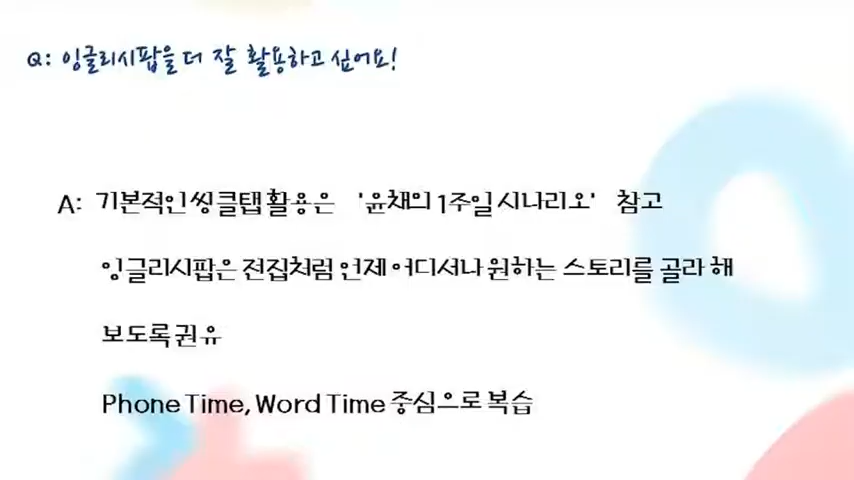 Q: 잉글리시팝을 더 잘 활용하고 싶어요!
A: 기본적인 씽클탭 활용은 '윤채의 1주일 시나리오' 참고
잉글리시팝은 전집처럼 언제 어디서나 원하는 스토리를 골라 해
보도록 권유
Phone Time, Word Time 중심으로 복습